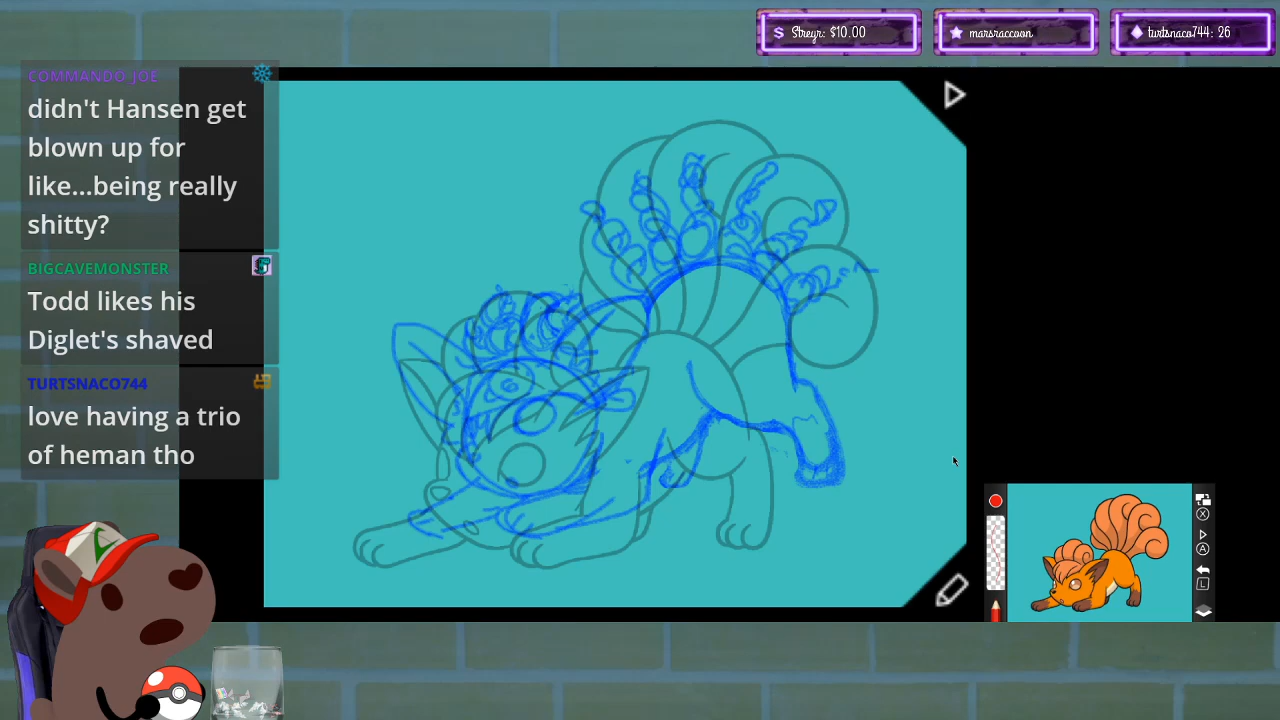 Streyr: $10.00
marsraccoon
turtsnaco744: 26
COMMANDO_JOE
didn't Hansen get
blown up for
like...being really
shitty?
BIGCAVEMONSTER
Todd likes his
Diglet's shaved
TURTSNACO744
love having a trio
of heman tho
A
L